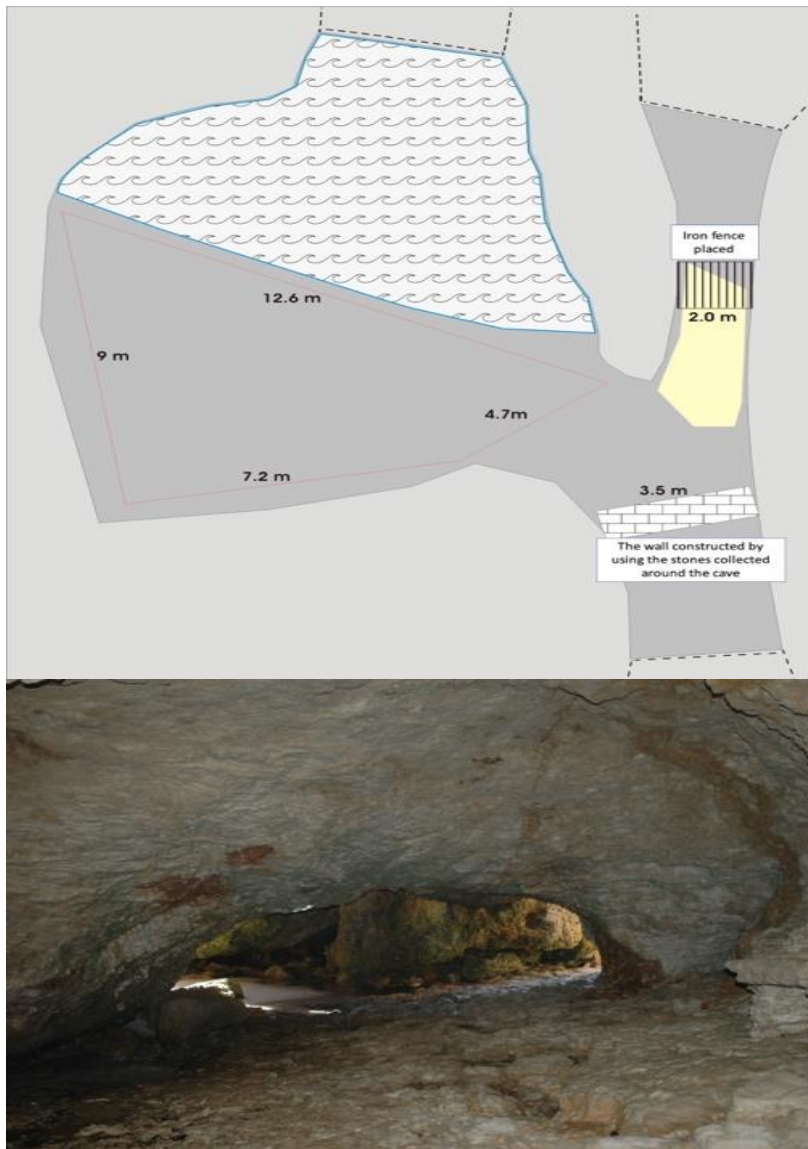 Iron fence
placed
12.6 m
2.0 m
9 m
4.7m
7.2 m
3.5 m
The wall constructed by
using the stones collected
around the cave